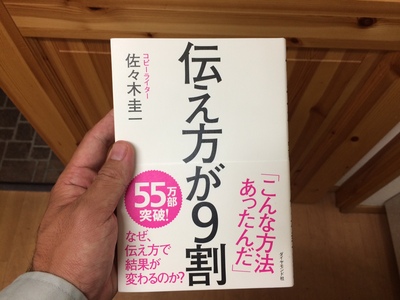 伝え方が9割
コピーライター
佐々木圭一
「こんな方法
あったんだ」
55万部
突破!
なぜ、
伝え方で
結果が
変わるのか?
ダイヤモンド社